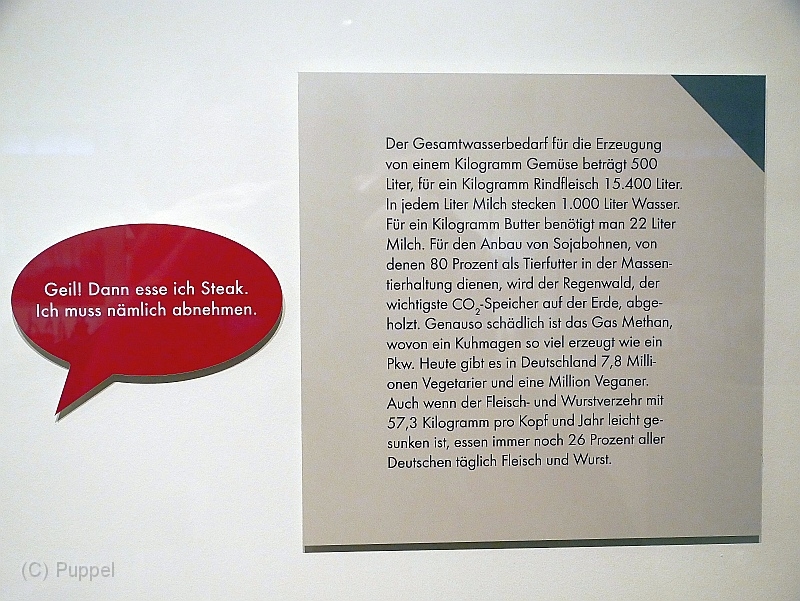 Geil! Dann esse ich Steak.
Ich muss nämlich abnehmen.
Der Gesamtwasserbedarf für die Erzeugung
von einem Kilogramm Gemüse beträgt 500
Liter, für ein Kilogramm Rindfleisch 15.400 Liter.
In jedem Liter Milch stecken 1.000 Liter Wasser.
Für ein Kilogramm Butter benötigt man 22 Liter
Milch. Für den Anbau von Sojabohnen, von
denen 80 Prozent als Tierfutter in der Massen-
tierhaltung dienen, wird der Regenwald, der
wichtigste CO₂-Speicher auf der Erde, abge-
holzt. Genauso schädlich ist das Gas Methan,
wovon ein Kuhmagen so viel erzeugt wie ein
Pkw. Heute gibt es in Deutschland 7,8 Milli-
onen Vegetarier und eine Million Veganer.
Auch wenn der Fleisch- und Wurstverzehr mit
57,3 Kilogramm pro Kopf und Jahr leicht ge-
sunken ist, essen immer noch 26 Prozent aller
Deutschen täglich Fleisch und Wurst.
(C) Puppel